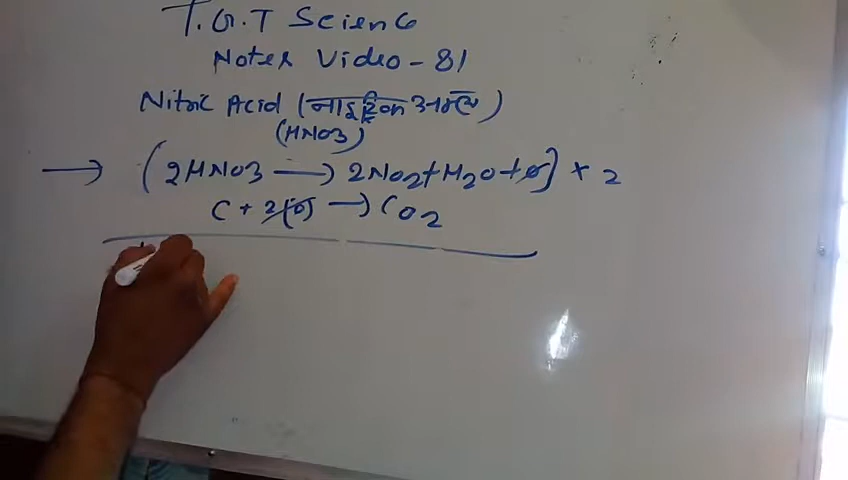 T.G.T Science
Notes Video - 81
Nitric Acid (नाइट्रिक अम्ल)
(HNO3)
→ (2HNO3 → 2NO2 + H2O + O] × 2
C + 2(O) → CO2